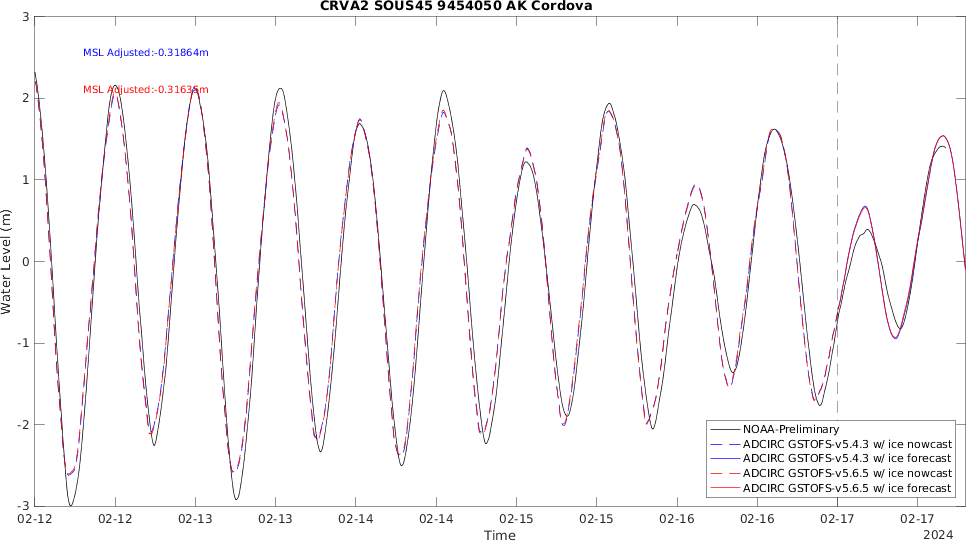 CRVA2 SOUS45 9454050 AK Cordova
MSL Adjusted:-0.31864m
MSL Adjusted:-0.31635m
Water Level (m)
3
2
1
0
-1
-2
-3
NOAA-Preliminary
ADCIRC GSTOFS-v5.4.3 w/ ice nowcast
ADCIRC GSTOFS-v5.4.3 w/ ice forecast
ADCIRC GSTOFS-v5.6.5 w/ ice nowcast
ADCIRC GSTOFS-v5.6.5 w/ ice forecast
02-12 02-12 02-13 02-13 02-14 02-14 02-15 02-15 02-16 02-16 02-17 02-17
Time
2024